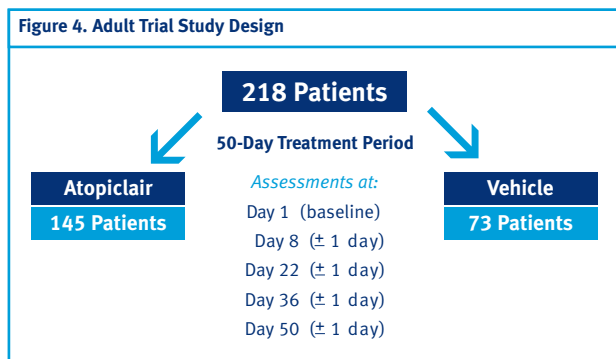 Figure 4. Adult Trial Study Design
218 Patients
50-Day Treatment Period
Atopiclair
145 Patients
Assessments at:
Day 1 (baseline)
Day 8 (± 1 day)
Day 22 (± 1 day)
Day 36 (± 1 day)
Day 50 (± 1 day)
Vehicle
73 Patients